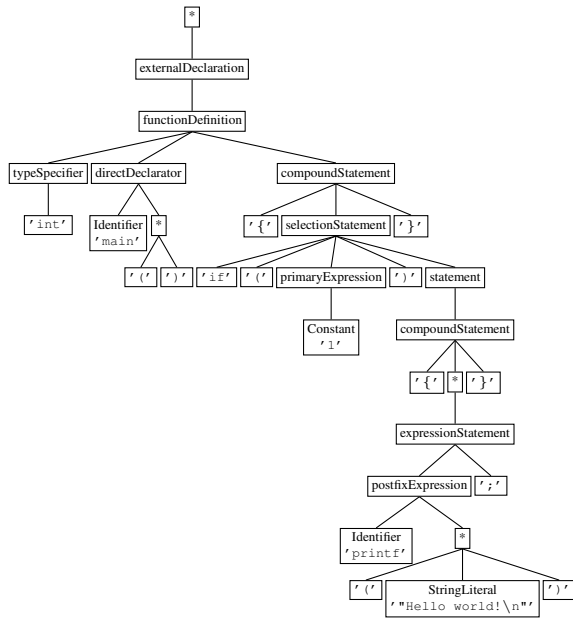 *
externalDeclaration
functionDefinition
typeSpecifier directDeclarator compoundStatement
'int' Identifier * '{' selectionStatement '}'
'main'
'(' ')' 'if' '(' primaryExpression ')' statement
Constant compoundStatement
'1'
'{' * '}'
expressionStatement
postfixExpression ';'
Identifier *
'printf'
'(' StringLiteral ')'
'"Hello world!\n"'